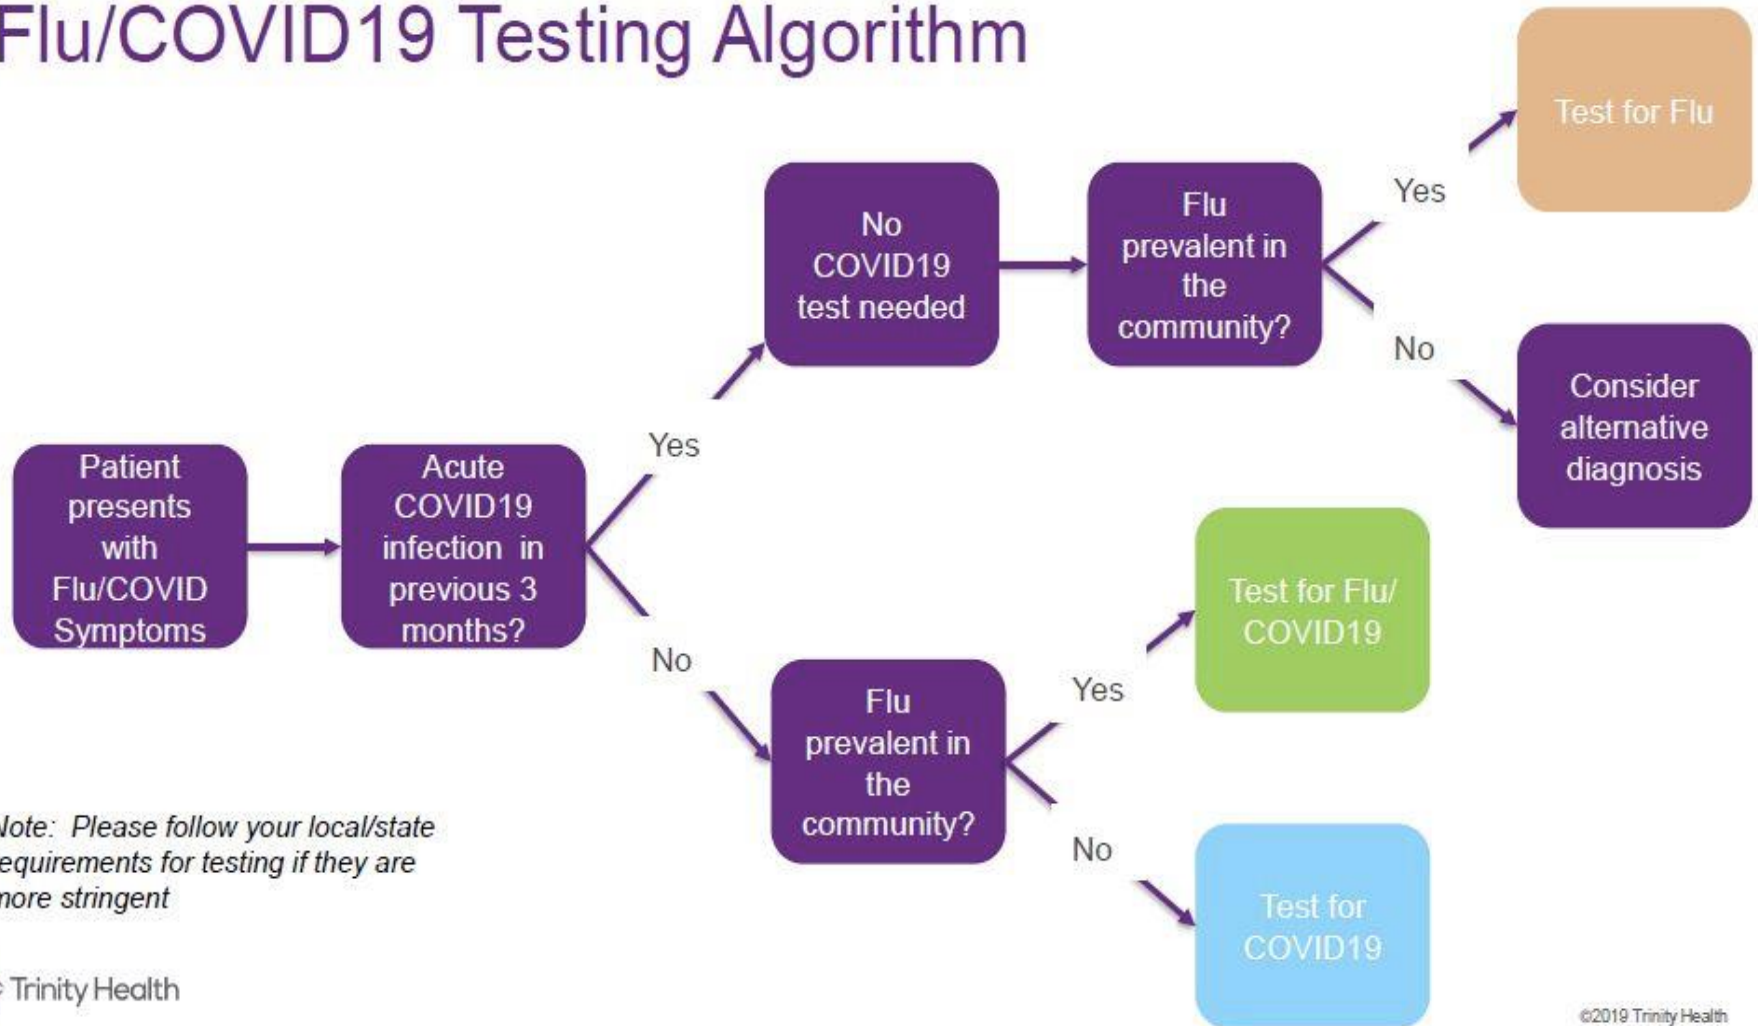 Flu/COVID19 Testing Algorithm
Patient
presents
with
Flu/COVID
Symptoms
Acute
COVID19
infection in
previous 3
months?
Yes
No
COVID19
test needed
Flu
prevalent in
the
community?
Yes
Test for Flu
No
Consider
alternative
diagnosis
No
Flu
prevalent in
the
community?
Yes
Test for Flu/
COVID19
No
Test for
COVID19
Note: Please follow your local/state
requirements for testing if they are
more stringent
Trinity Health
©2019 Trinity Health